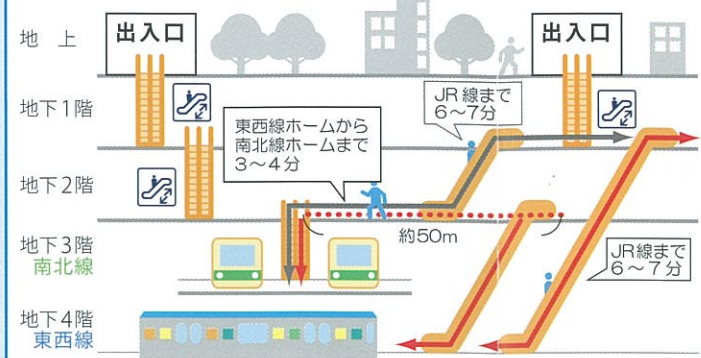 地 上
出入口
出入口
地下1階
JR線まで
6〜7分
東西線ホームから
南北線ホームまで
3〜4分
地下2階
約50m
地下3階
南北線
JR線まで
6〜7分
地下4階
東西線